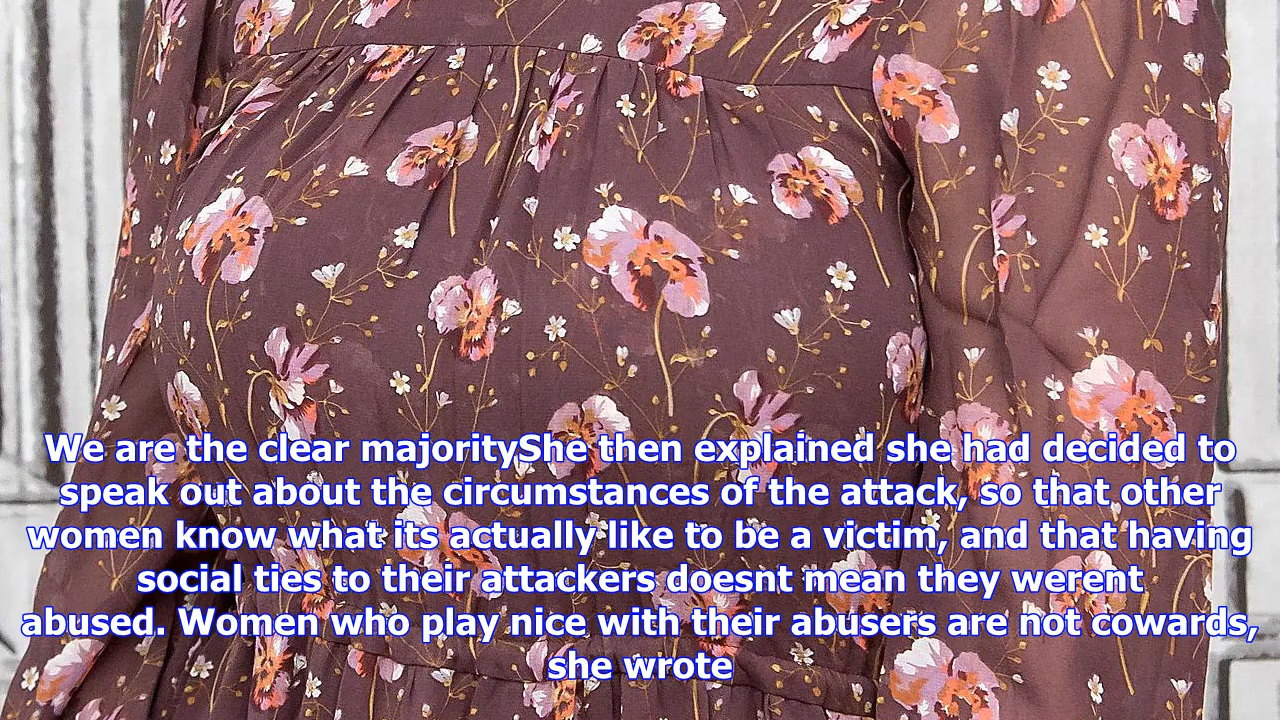 We are the clear majorityShe then explained she had decided to
speak out about the circumstances of the attack, so that other
women know what its actually like to be a victim, and that having
social ties to their attackers doesnt mean they werent
abused. Women who play nice with their abusers are not cowards,
she wrote